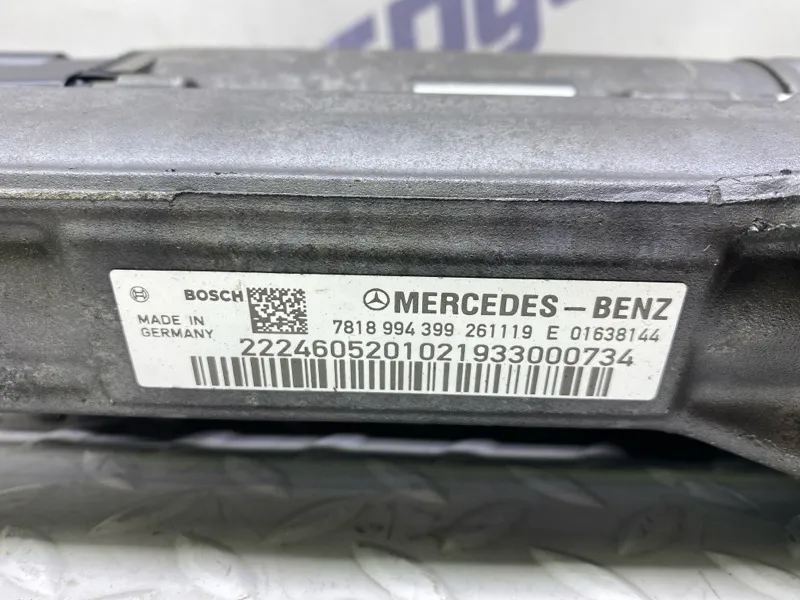 BOSCH
MADE IN
GERMANY
MERCEDES-BENZ
7818 994 399 261119 E 01638144
2224605201021933000734